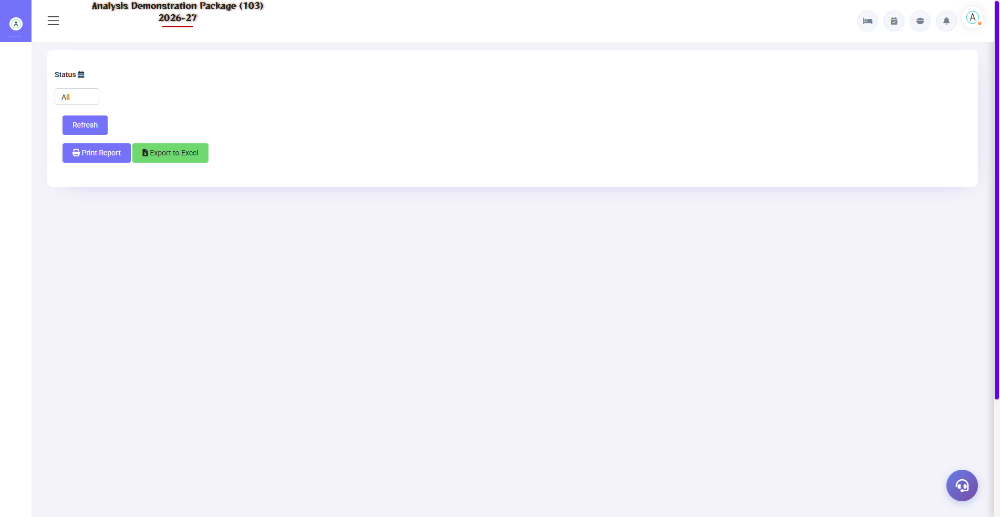 Analysis Demonstration Package (103)
2026-27
A
A
Status
All
Refresh
Print Report
Export to Excel